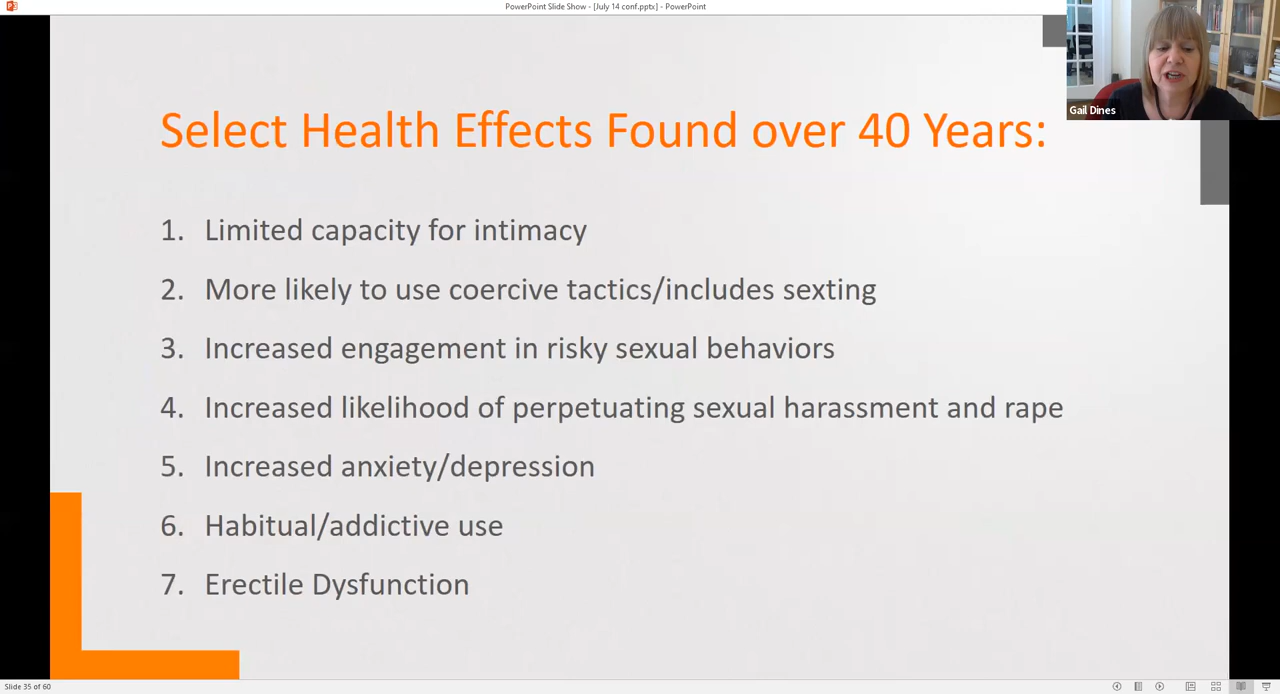 PowerPoint Slide Show - [July 14 conf.pptx] - PowerPoint
Gail Dines
Select Health Effects Found over 40 Years:
1. Limited capacity for intimacy
2. More likely to use coercive tactics/includes sexting
3. Increased engagement in risky sexual behaviors
4. Increased likelihood of perpetuating sexual harassment and rape
5. Increased anxiety/depression
6. Habitual/addictive use
7. Erectile Dysfunction
Slide 35 of 60